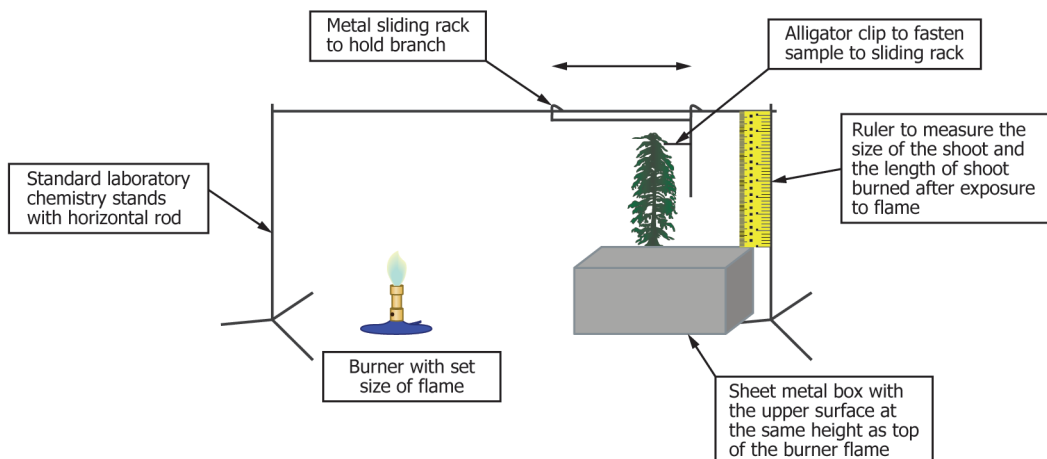 Metal sliding rack
to hold branch
Alligator clip to fasten
sample to sliding rack
Ruler to measure the
size of the shoot and
the length of shoot
burned after exposure
to flame
Standard laboratory
chemistry stands
with horizontal rod
Burner with set
size of flame
Sheet metal box with
the upper surface at
the same height as top
of the burner flame